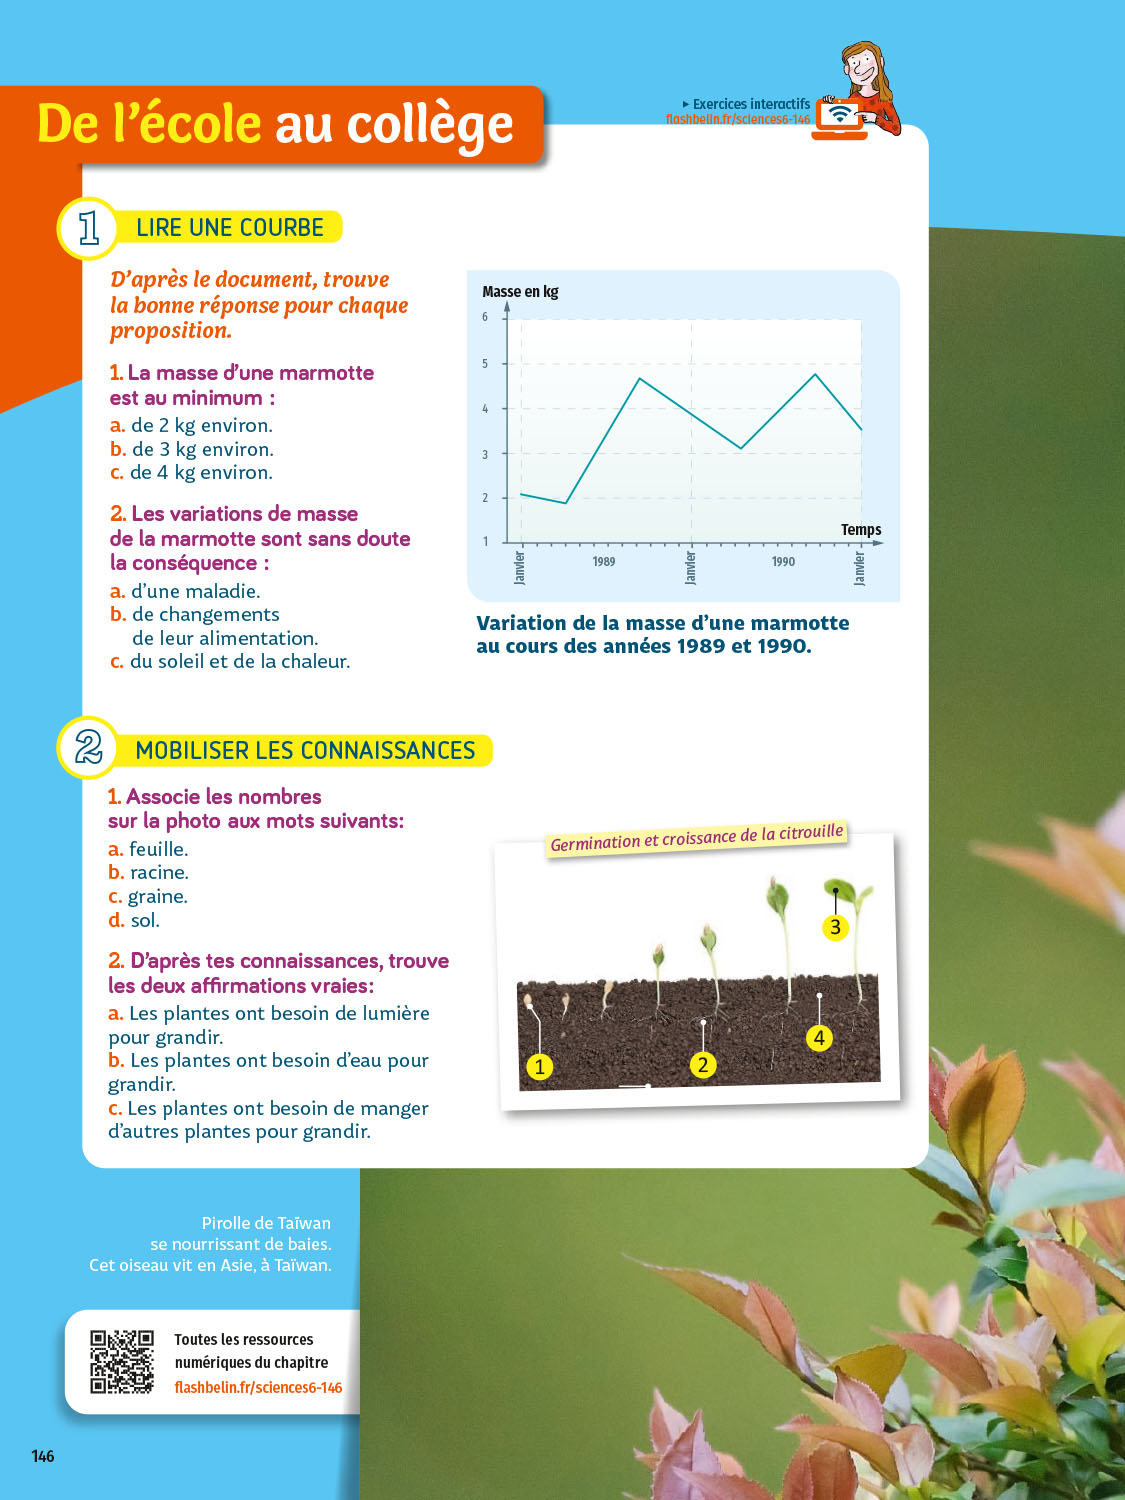 De l'école au collège
▸ Exercices interactifs
flashbelin.fr/sciences6-146
1 LIRE UNE COURBE
D'après le document, trouve
la bonne réponse pour chaque
proposition.
1. La masse d'une marmotte
est au minimum :
a. de 2 kg environ.
b. de 3 kg environ.
c. de 4 kg environ.
2. Les variations de masse
de la marmotte sont sans doute
la conséquence :
a. d'une maladie.
b. de changements
de leur alimentation.
c. du soleil et de la chaleur.
Masse en kg
6
5
4
3
2
1
Temps
Janvier
1989
Janvier
1990
Janvier
Variation de la masse d'une marmotte
au cours des années 1989 et 1990.
2 MOBILISER LES CONNAISSANCES
1. Associe les nombres
sur la photo aux mots suivants:
a. feuille.
b. racine.
c. graine.
d. sol.
2. D'après tes connaissances, trouve
les deux affirmations vraies:
a. Les plantes ont besoin de lumière
pour grandir.
b. Les plantes ont besoin d'eau pour
grandir.
c. Les plantes ont besoin de manger
d'autres plantes pour grandir.
Germination et croissance de la citrouille
3
4
1
2
Pirolle de Taïwan
se nourrissant de baies.
Cet oiseau vit en Asie, à Taïwan.
Toutes les ressources
numériques du chapitre
flashbelin.fr/sciences6-146
146